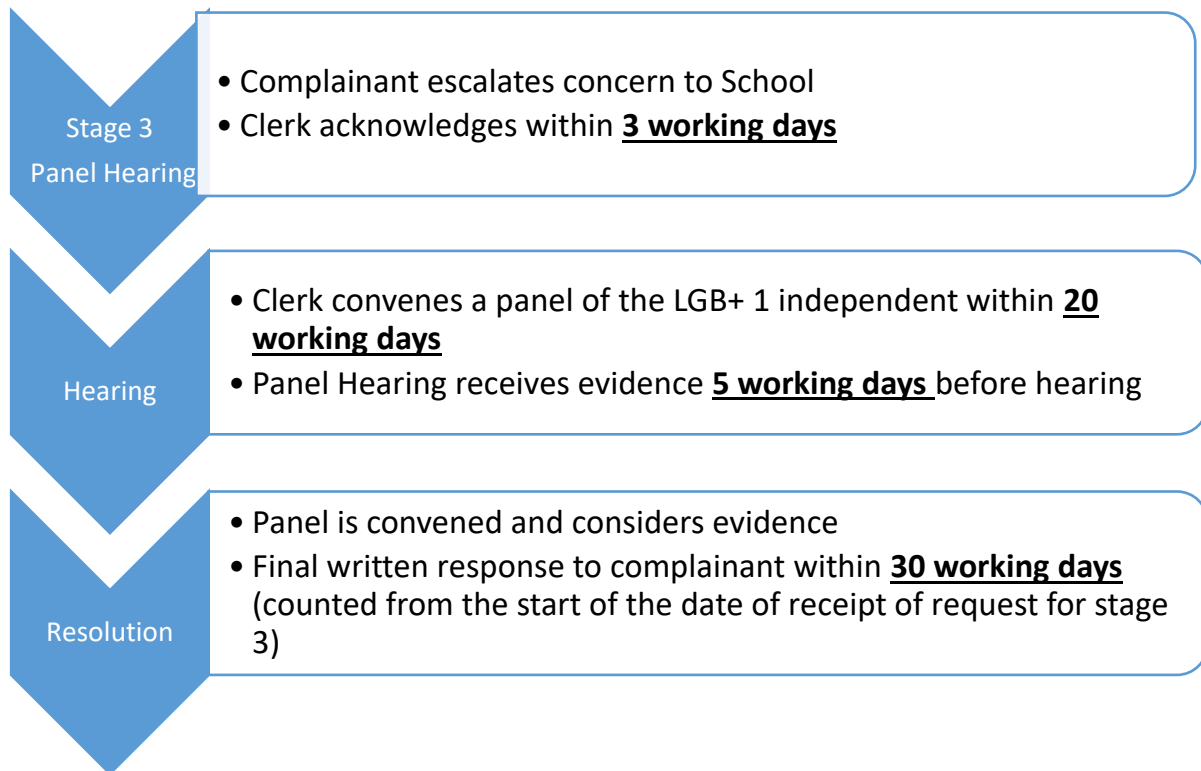 Stage 3
Panel Hearing
• Complainant escalates concern to School
• Clerk acknowledges within 3 working days
Hearing
• Clerk convenes a panel of the LGB+ 1 independent within 20
working days
• Panel Hearing receives evidence 5 working days before hearing
Resolution
• Panel is convened and considers evidence
• Final written response to complainant within 30 working days
(counted from the start of the date of receipt of request for stage
3)